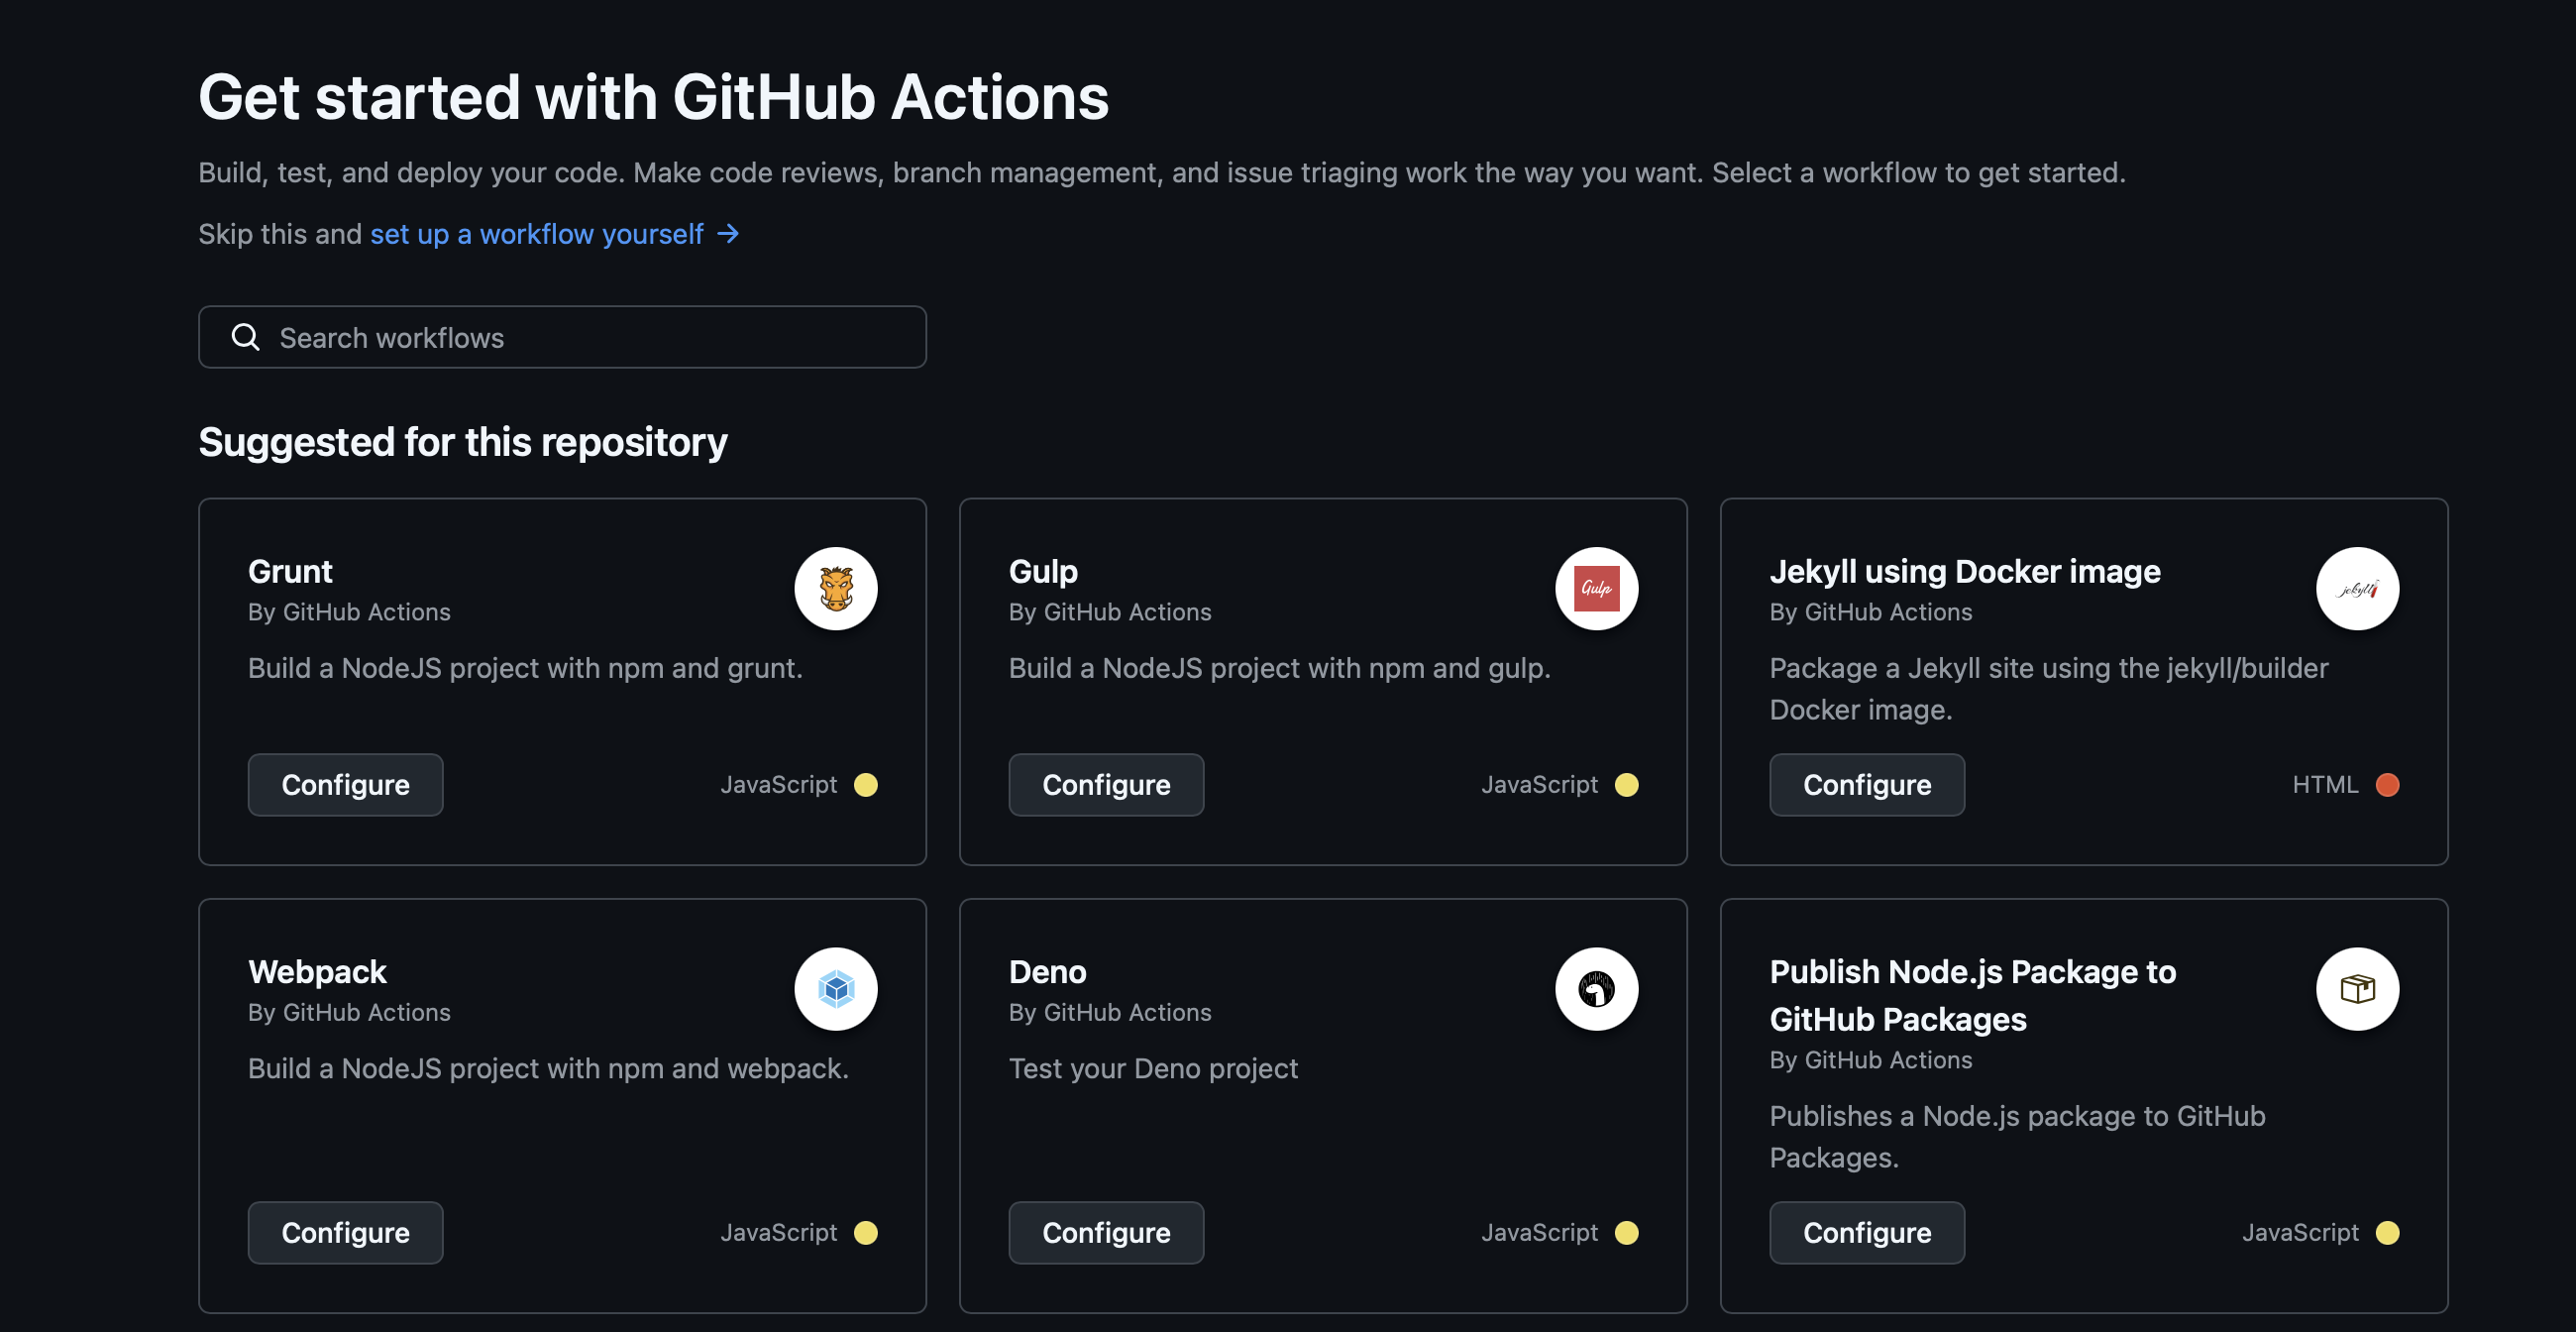 Get started with GitHub Actions
Build, test, and deploy your code. Make code reviews, branch management, and issue triaging work the way you want. Select a workflow to get started.
Skip this and set up a workflow yourself →
Search workflows
Suggested for this repository
Grunt
By GitHub Actions
Build a NodeJS project with npm and grunt.
Configure
JavaScript
Gulp
By GitHub Actions
Gulp
Build a NodeJS project with npm and gulp.
Configure
JavaScript
Jekyll using Docker image
By GitHub Actions
jekyll
Package a Jekyll site using the jekyll/builder
Docker image.
Configure
HTML
Webpack
By GitHub Actions
Build a NodeJS project with npm and webpack.
Configure
JavaScript
Deno
By GitHub Actions
Test your Deno project
Configure
JavaScript
Publish Node.js Package to
GitHub Packages
By GitHub Actions
Publishes a Node.js package to GitHub
Packages.
Configure
JavaScript